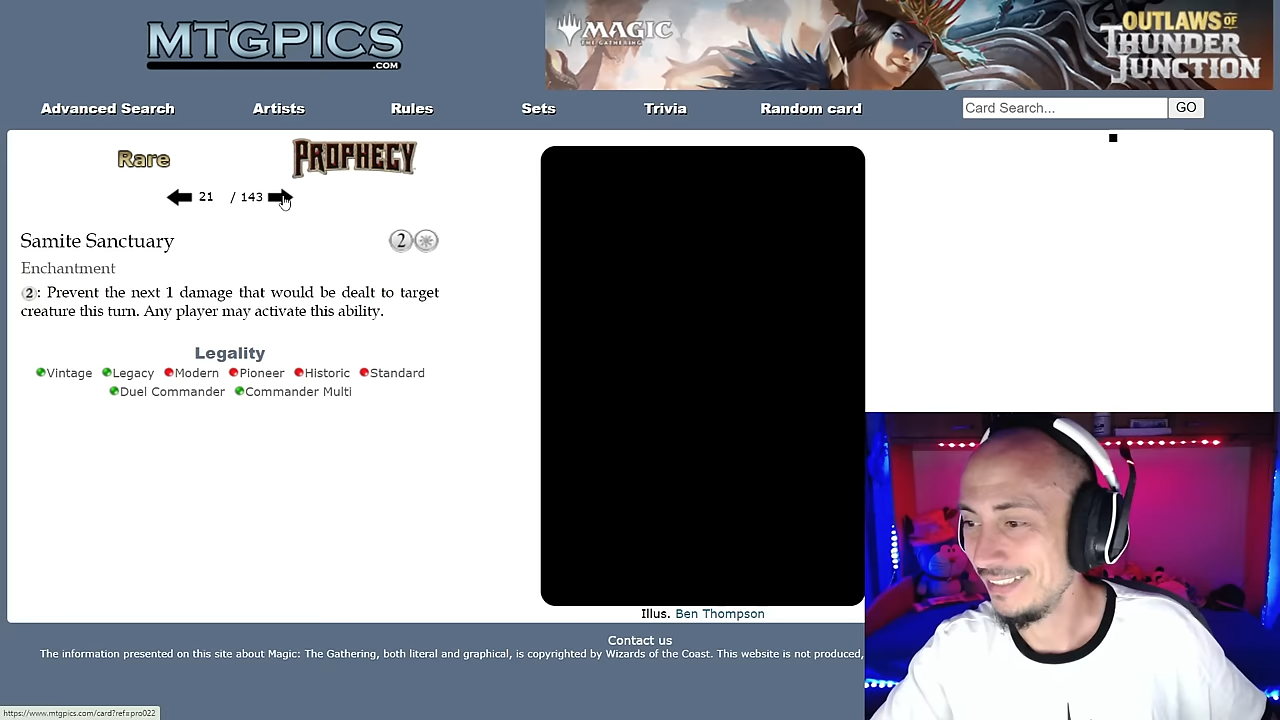 MTGPICS
.COM
MAGIC
THE GATHERING
OUTLAWS OF
THUNDER
JUNCTION
Advanced Search
Artists
Rules
Sets
Trivia
Random card
Card Search...
GO
Rare
PROPHECY
21 / 143
Samite Sanctuary
2
Enchantment
2: Prevent the next 1 damage that would be dealt to target
creature this turn. Any player may activate this ability.
Legality
Vintage Legacy Modern Pioneer Historic Standard
Duel Commander Commander Multi
Illus. Ben Thompson
Contact us
The information presented on this site about Magic: The Gathering, both literal and graphical, is copyrighted by Wizards of the Coast. This website is not produced,
https://www.mtgpics.com/card?ref=pro022